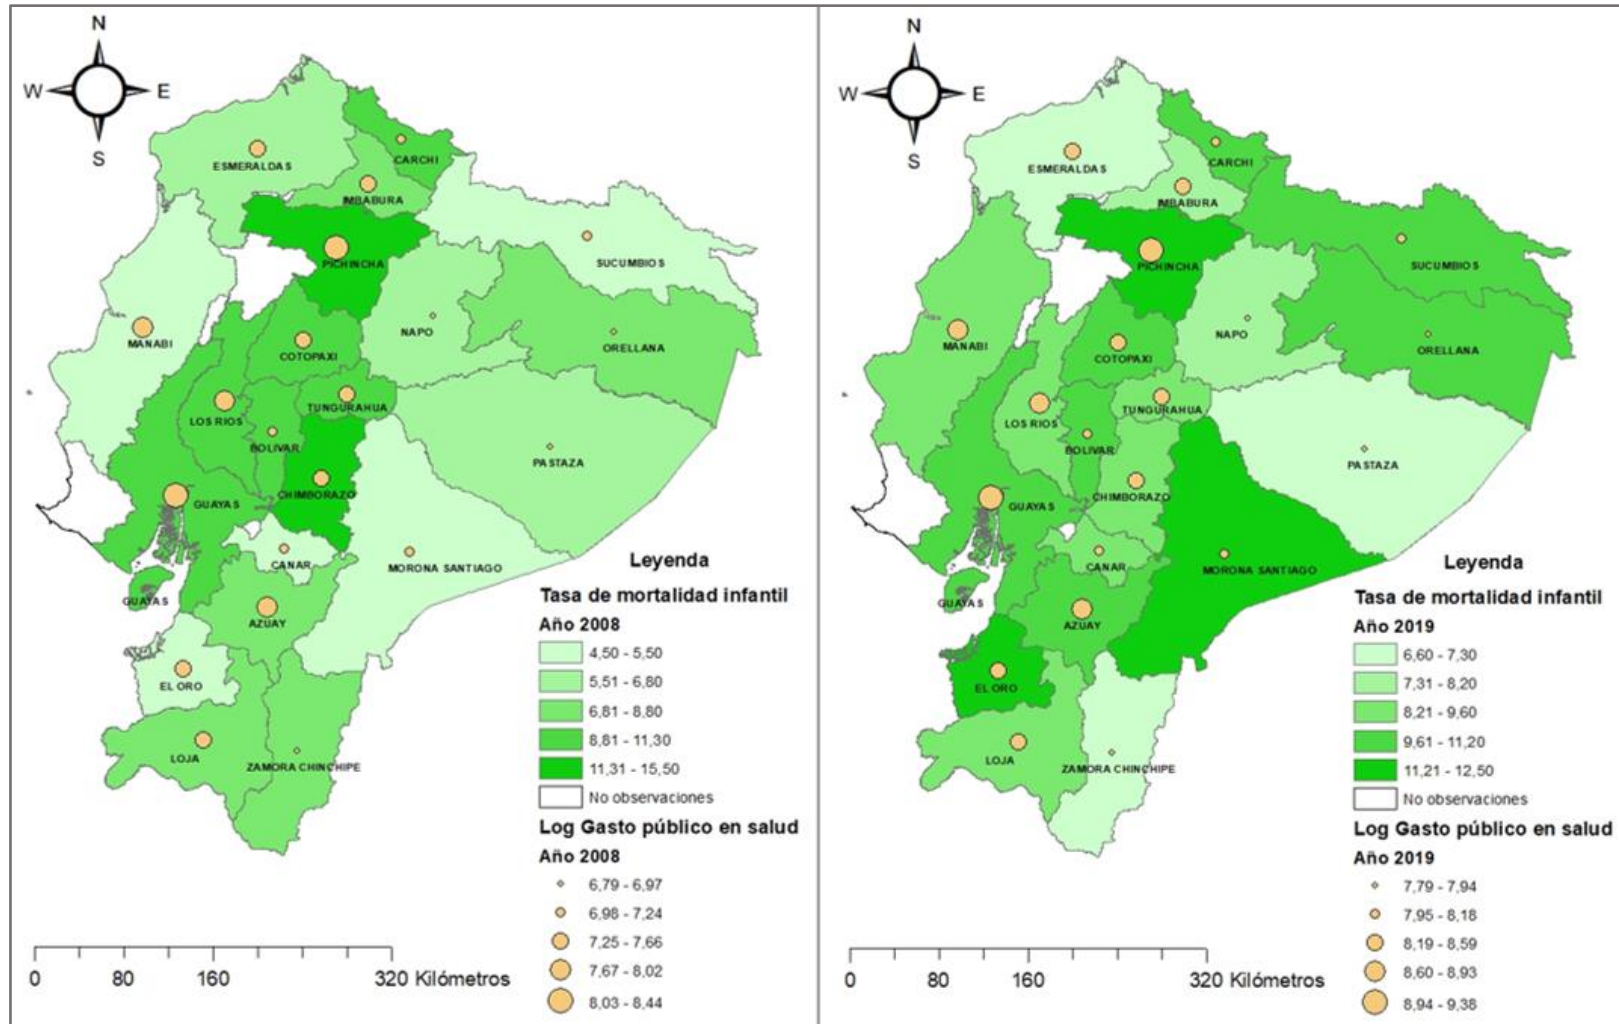 N
W
E
S
ESMERALDAS
CARCHI
IMBABURA
PICHINCHA
SUCUMBIOS
MANABI
NAPO
ORELLANA
COTOPAXI
TUNGURAHUA
LOS RIOS
BOLIVAR
PASTAZA
CHIMBORAZO
GUAYAS
CANAR
MORONA SANTIAGO
GUAYAS
AZUAY
EL ORO
LOJA
ZAMORA CHINCHIPE
Leyenda
Tasa de mortalidad infantil
Año 2008
4,50 - 5,50
5,51 - 6,80
6,81 - 8,80
8,81 - 11,30
11,31 - 15,50
No observaciones
Log Gasto público en salud
Año 2008
6,79 - 6,97
6,98 - 7,24
7,25 - 7,66
7,67 - 8,02
8,03 - 8,44
0 80 160 320 Kilómetros
N
W
E
S
ESMERALDAS
CARCHI
IMBABURA
PICHINCHA
SUCUMBIOS
MANABI
NAPO
ORELLANA
COTOPAXI
TUNGURAHUA
LOS RIOS
BOLIVAR
PASTAZA
CHIMBORAZO
GUAYAS
CANAR
MORONA SANTIAGO
GUAYAS
AZUAY
EL ORO
LOJA
ZAMORA CHINCHIPE
Leyenda
Tasa de mortalidad infantil
Año 2019
6,60 - 7,30
7,31 - 8,20
8,21 - 9,60
9,61 - 11,20
11,21 - 12,50
No observaciones
Log Gasto público en salud
Año 2019
7,79 - 7,94
7,95 - 8,18
8,19 - 8,59
8,60 - 8,93
8,94 - 9,38
0 80 160 320 Kilómetros